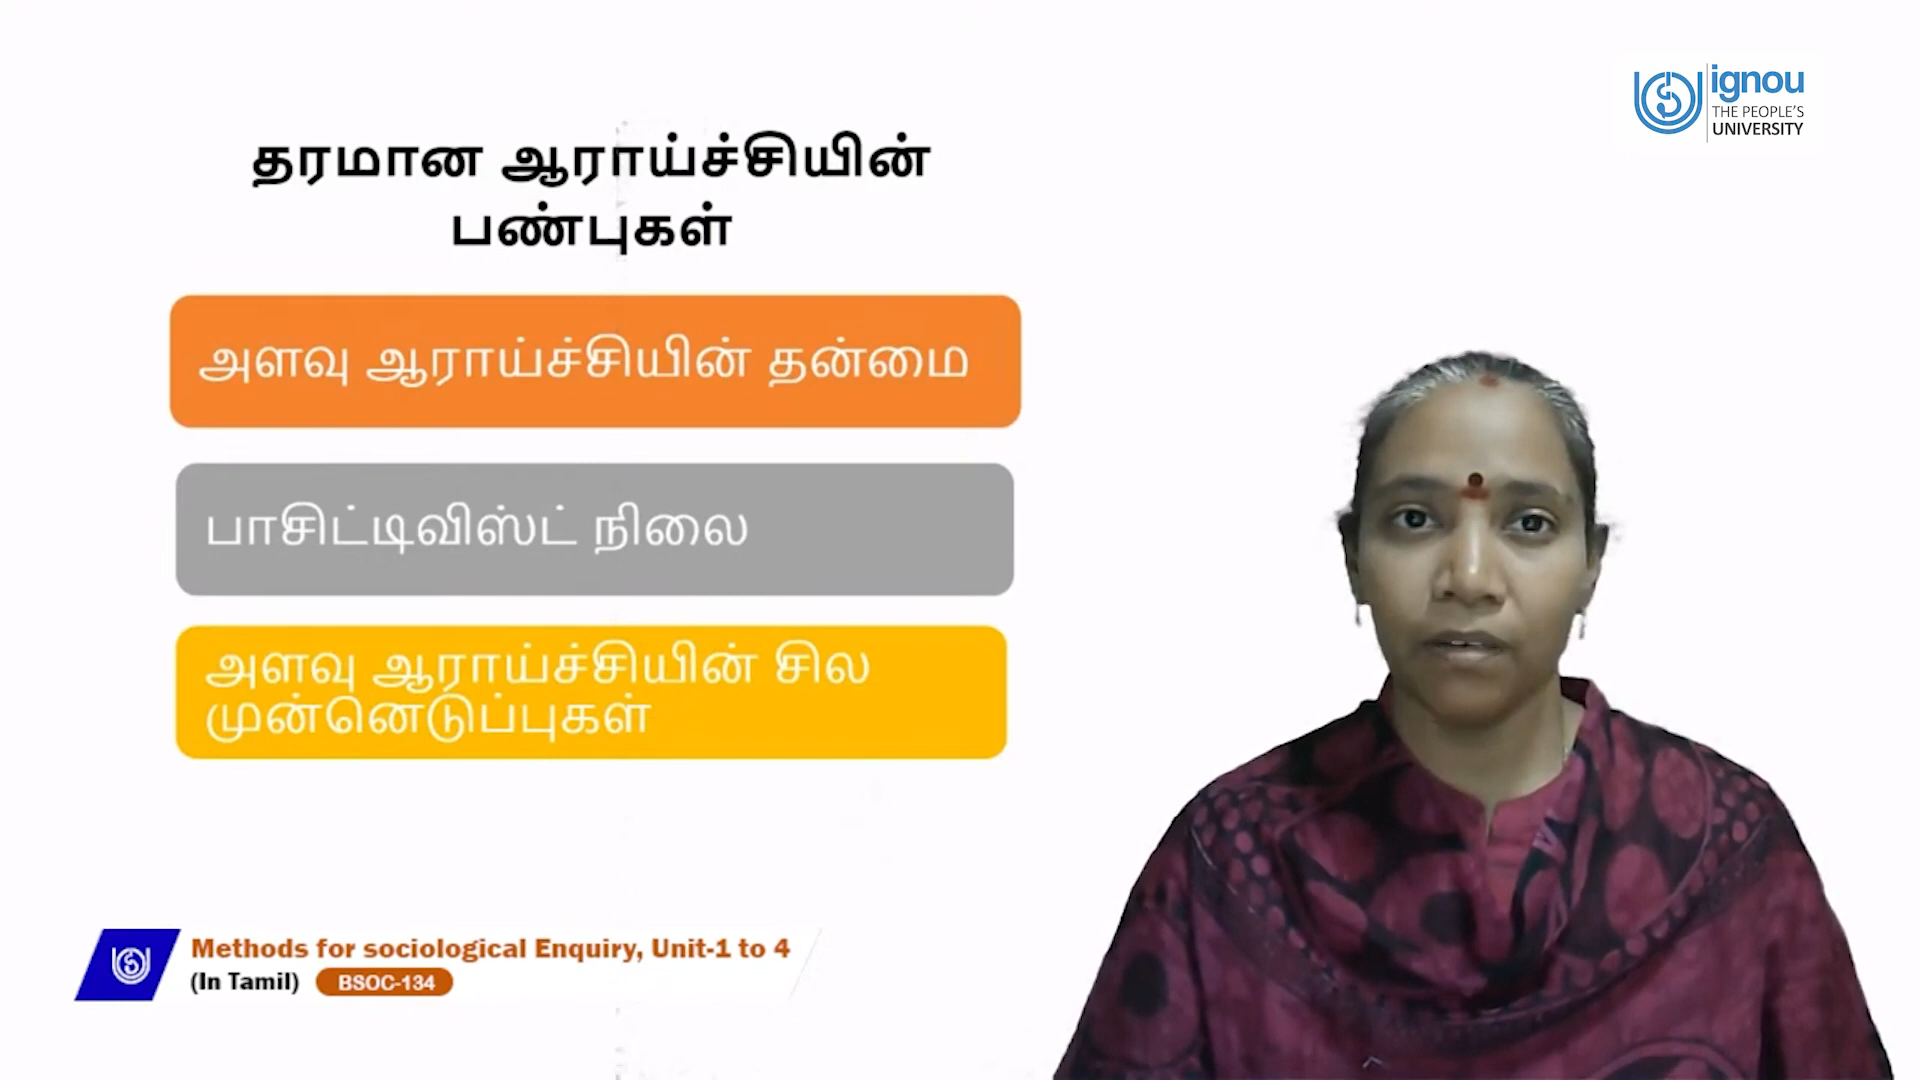 ignou
THE PEOPLE'S
UNIVERSITY
தரமான ஆராய்ச்சியின்
பண்புகள்
அளவு ஆராய்ச்சியின் தன்மை
பாசிட்டிவிஸ்ட் நிலை
அளவு ஆராய்ச்சியின் சில
முன்னெடுப்புகள்
Methods for sociological Enquiry, Unit-1 to 4
(In Tamil) BSOC-134